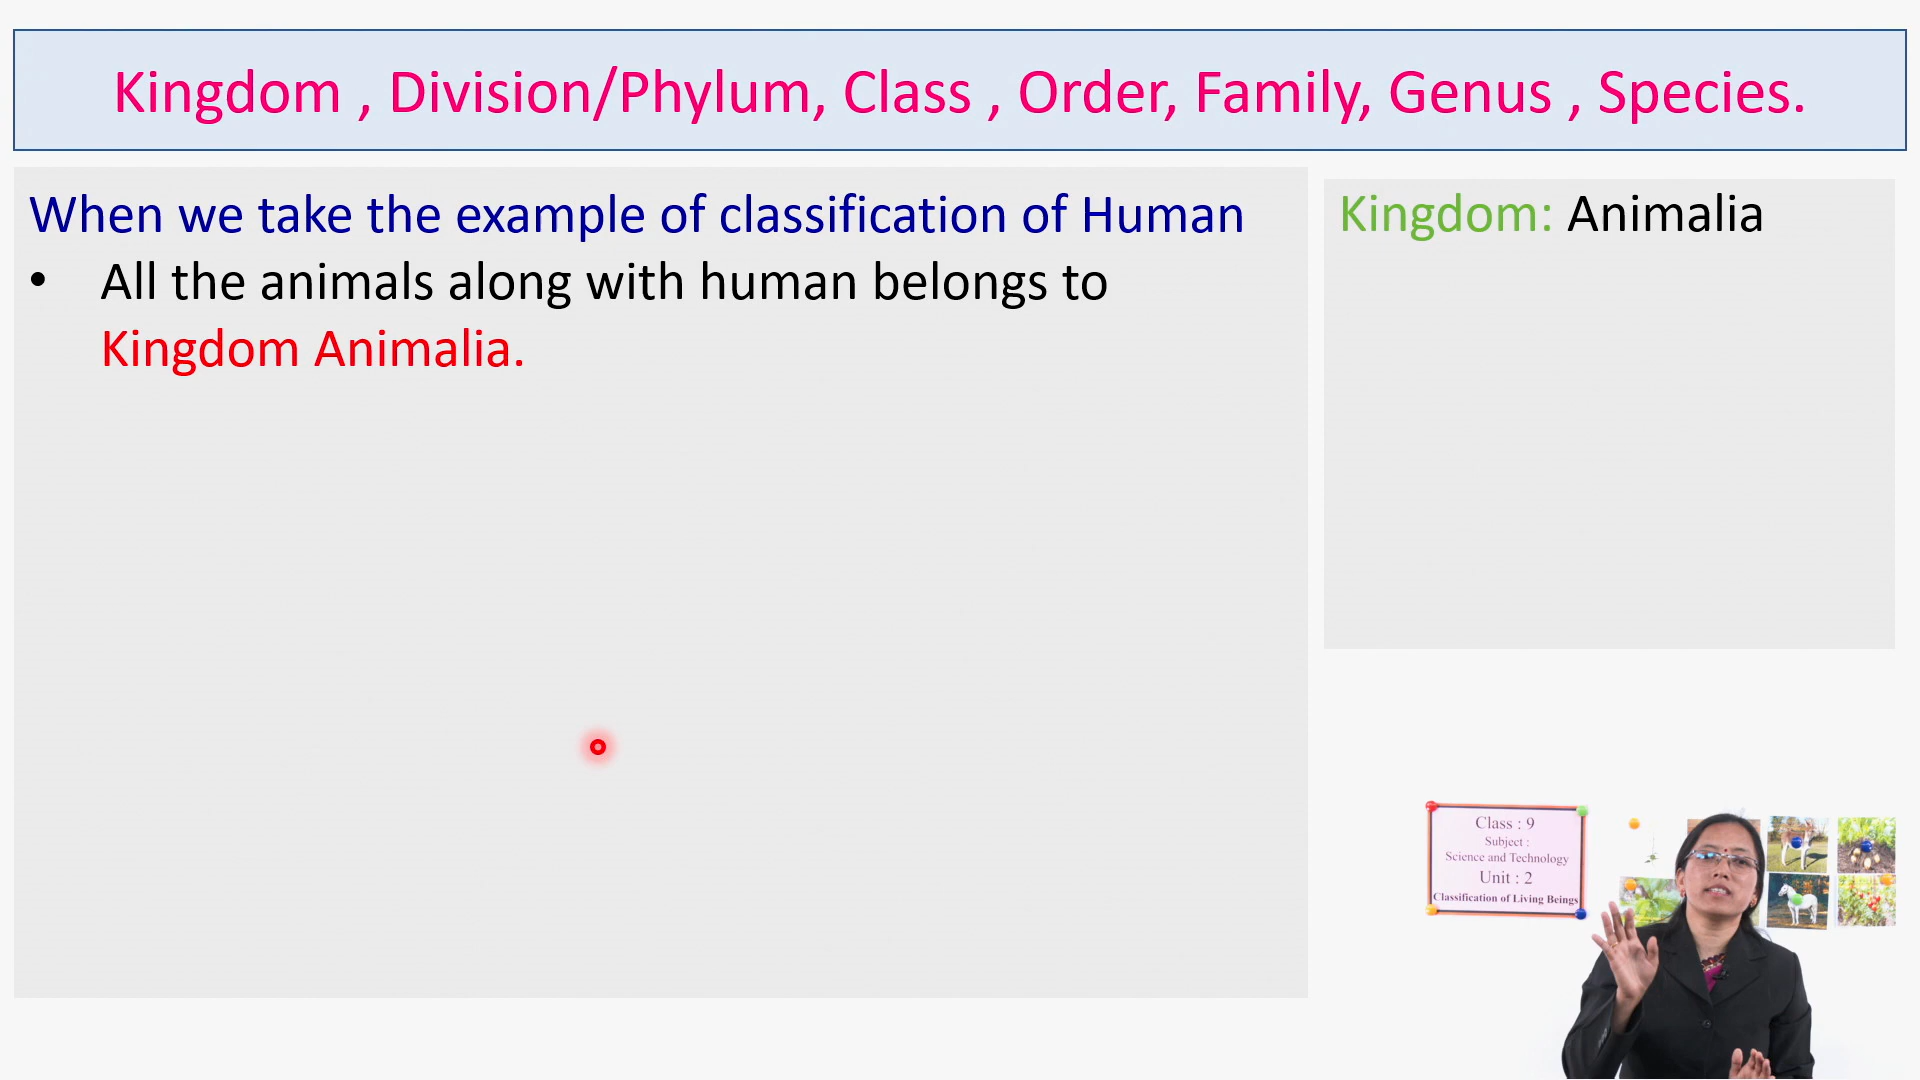 Kingdom , Division/Phylum, Class , Order, Family, Genus , Species.
When we take the example of classification of Human
• All the animals along with human belongs to
Kingdom Animalia.
Kingdom: Animalia
Class : 9
Subject :
Science and Technology
Unit : 2
Classification of Living Beings